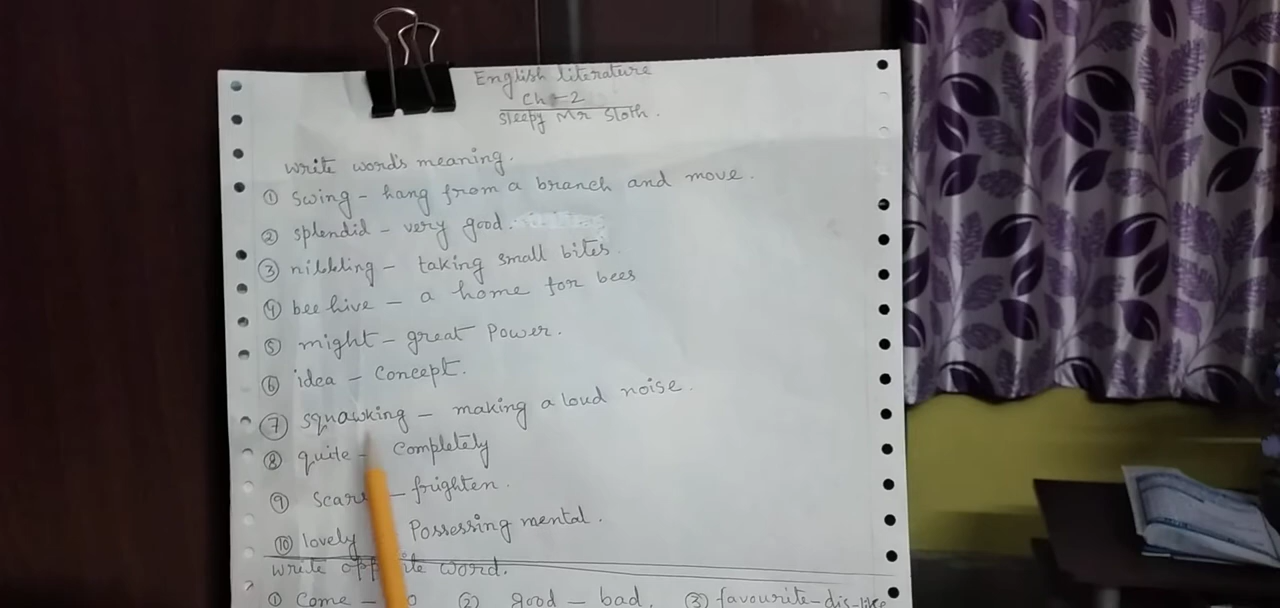 English literature
Ch-2
Sleepy Mr Sloth.
Write word's meaning.
① swing - hang from a branch and move.
② splendid - very good.
③ nibbling - taking small bites.
④ bee hive - a home for bees
⑤ might - great Power.
⑥ idea - concept.
⑦ squawking - making a loud noise.
⑧ quite - Completely
⑨ Scare - frighten.
⑩ lovely Possessing mental.
Write opposite word.
① Come - ② good - bad. ③ favourite - dis-like